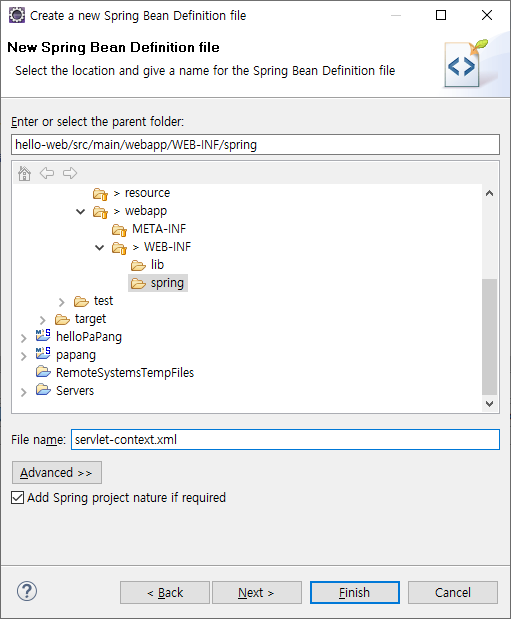 Create a new Spring Bean Definition file
New Spring Bean Definition file
Select the location and give a name for the Spring Bean Definition file
Enter or select the parent folder:
hello-web/src/main/webapp/WEB-INF/spring
> resource
> webapp
META-INF
> WEB-INF
lib
spring
test
target
helloPaPang
papang
RemoteSystemsTempFiles
Servers
File name: servlet-context.xml
Advanced >>
Add Spring project nature if required
< Back Next > Finish Cancel